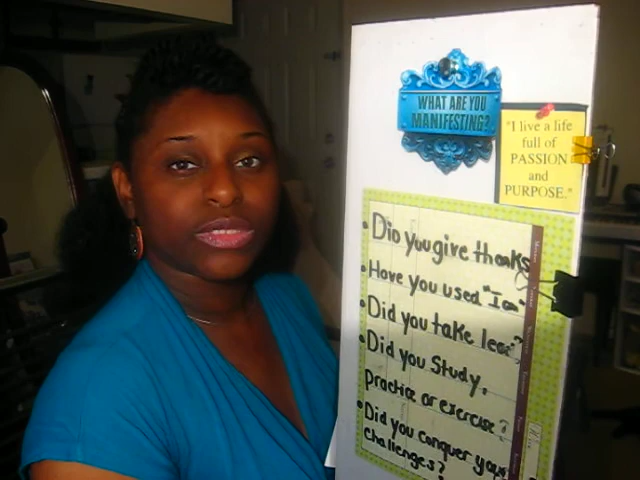 WHAT ARE YOU
MANIFESTING?
"I live a life
full of
PASSION
and
PURPOSE."
• Did you give thanks
• Have you used "I am"
• Did you take
• Did you Study,
Practice or exercise?
• Did you conquer your
challenges?